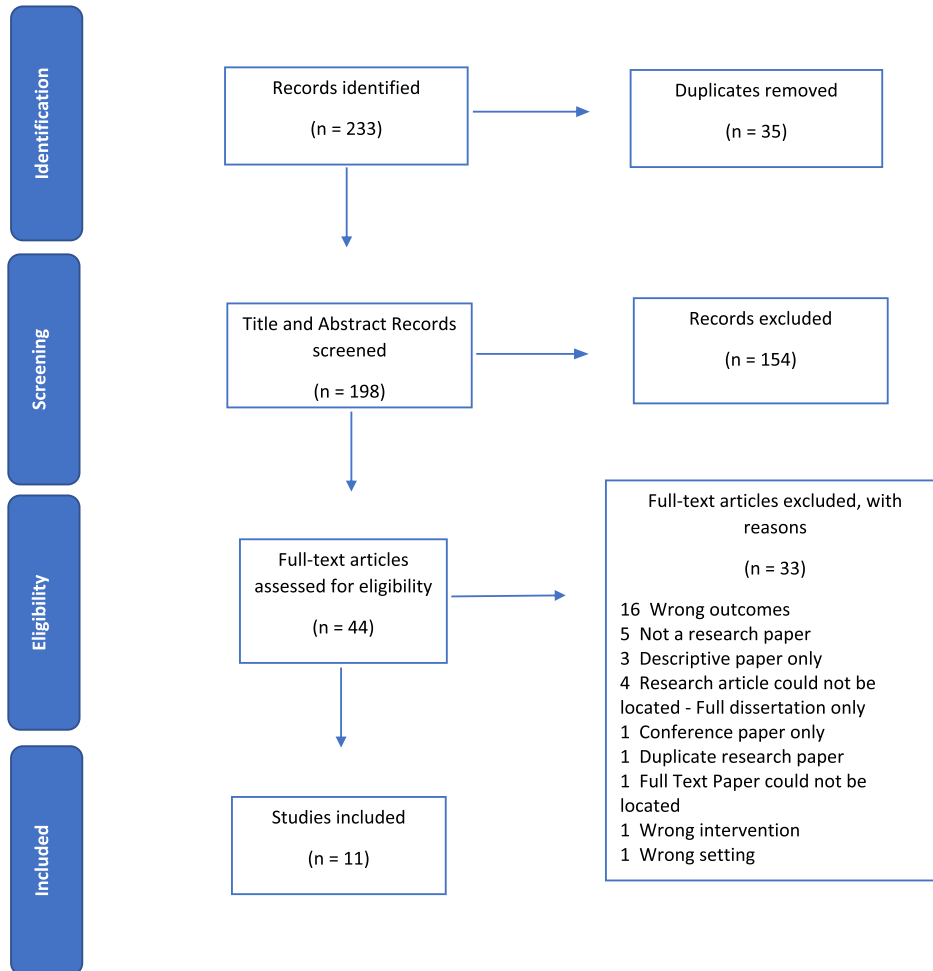 Identification
Records identified
(n = 233)
Duplicates removed
(n = 35)
Screening
Title and Abstract Records
screened
(n = 198)
Records excluded
(n = 154)
Eligibility
Full-text articles
assessed for eligibility
(n = 44)
Full-text articles excluded, with
reasons
(n = 33)
16 Wrong outcomes
5 Not a research paper
3 Descriptive paper only
4 Research article could not be
located - Full dissertation only
1 Conference paper only
1 Duplicate research paper
1 Full Text Paper could not be
located
1 Wrong intervention
1 Wrong setting
Included
Studies included
(n = 11)